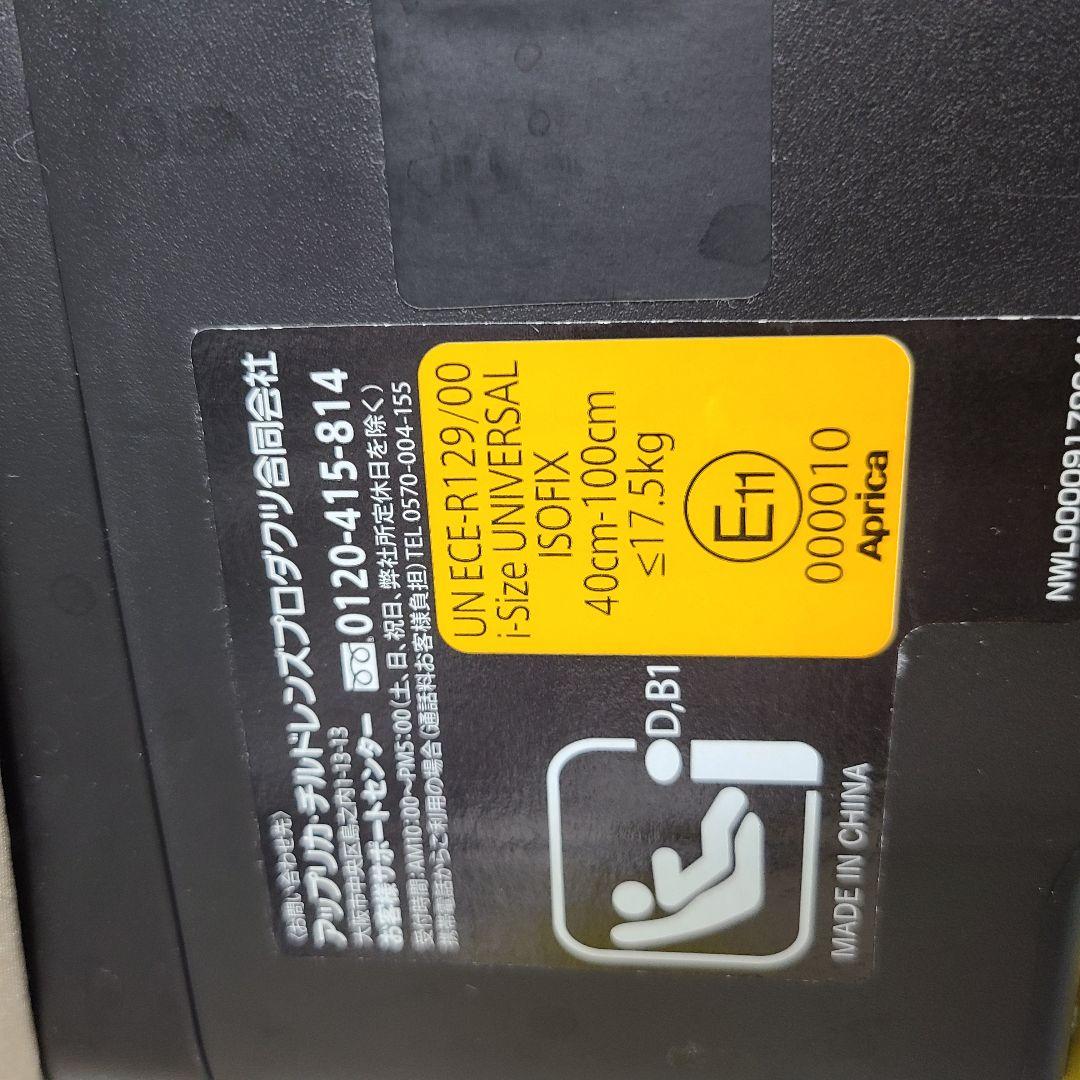 〈お問い合わせ先〉
アップリカ・チルドレンズプロダクツ合同会社
大阪市中央区島之内1-13-13
お客様サポートセンター 0120-415-814
受付時間:AM10:00〜PM5:00(土、日、祝日、弊社所定休日を除く)
携帯電話からご利用の場合(通話料お客様負担)TEL.0570-004-155
UN ECE-R129/00
i-Size UNIVERSAL
ISOFIX
40cm-100cm
≤17.5kg
E11
000010
Aprica
D,B1
MADE IN CHINA